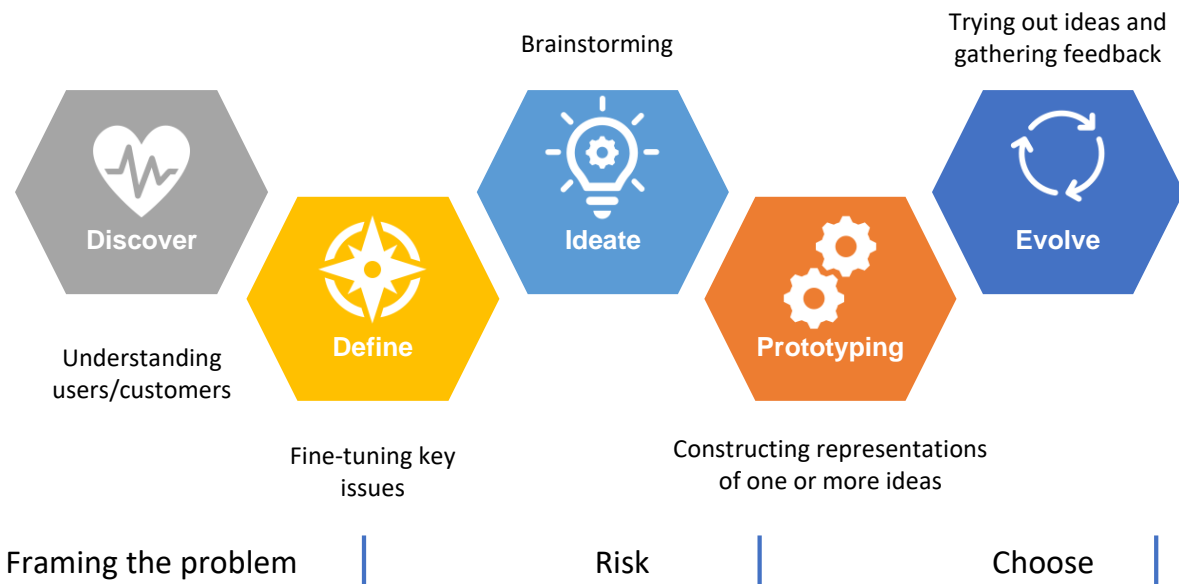 Brainstorming
Trying out ideas and
gathering feedback
Discover
Ideate
Evolve
Define
Prototyping
Understanding
users/customers
Fine-tuning key
issues
Constructing representations
of one or more ideas
Framing the problem
Risk
Choose